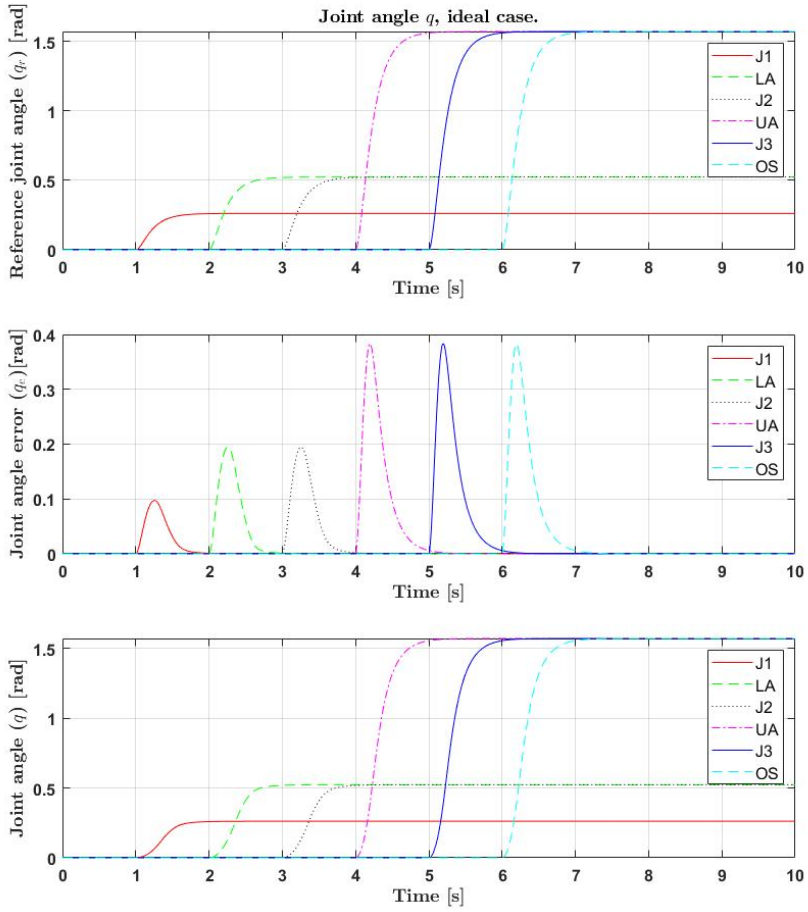 Joint angle q, ideal case.
Reference joint angle (qr) [rad]
1.5
1
0.5
0
0 1 2 3 4 5 6 7 8 9 10
Time [s]
J1
LA
J2
UA
J3
OS
Joint angle error (qe)[rad]
0.4
0.3
0.2
0.1
0
0 1 2 3 4 5 6 7 8 9 10
Time [s]
J1
LA
J2
UA
J3
OS
Joint angle (q) [rad]
1.5
1
0.5
0
0 1 2 3 4 5 6 7 8 9 10
Time [s]
J1
LA
J2
UA
J3
OS